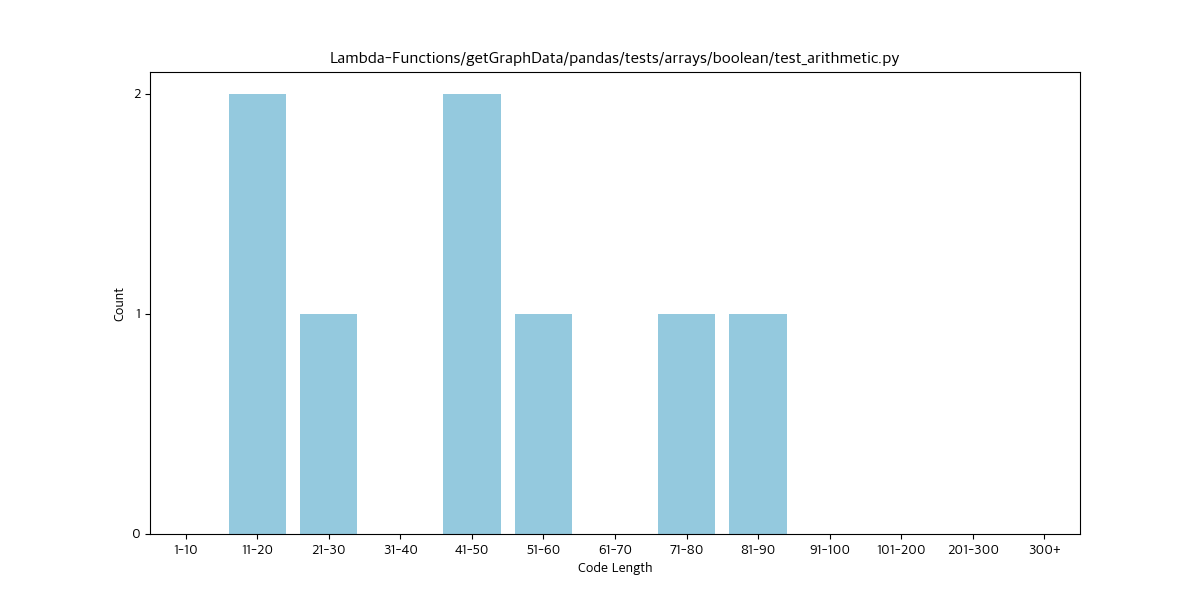 Lambda-Functions/getGraphData/pandas/tests/arrays/boolean/test_arithmetic.py
2
1
0
Count
1-10 11-20 21-30 31-40 41-50 51-60 61-70 71-80 81-90 91-100 101-200 201-300 300+
Code Length